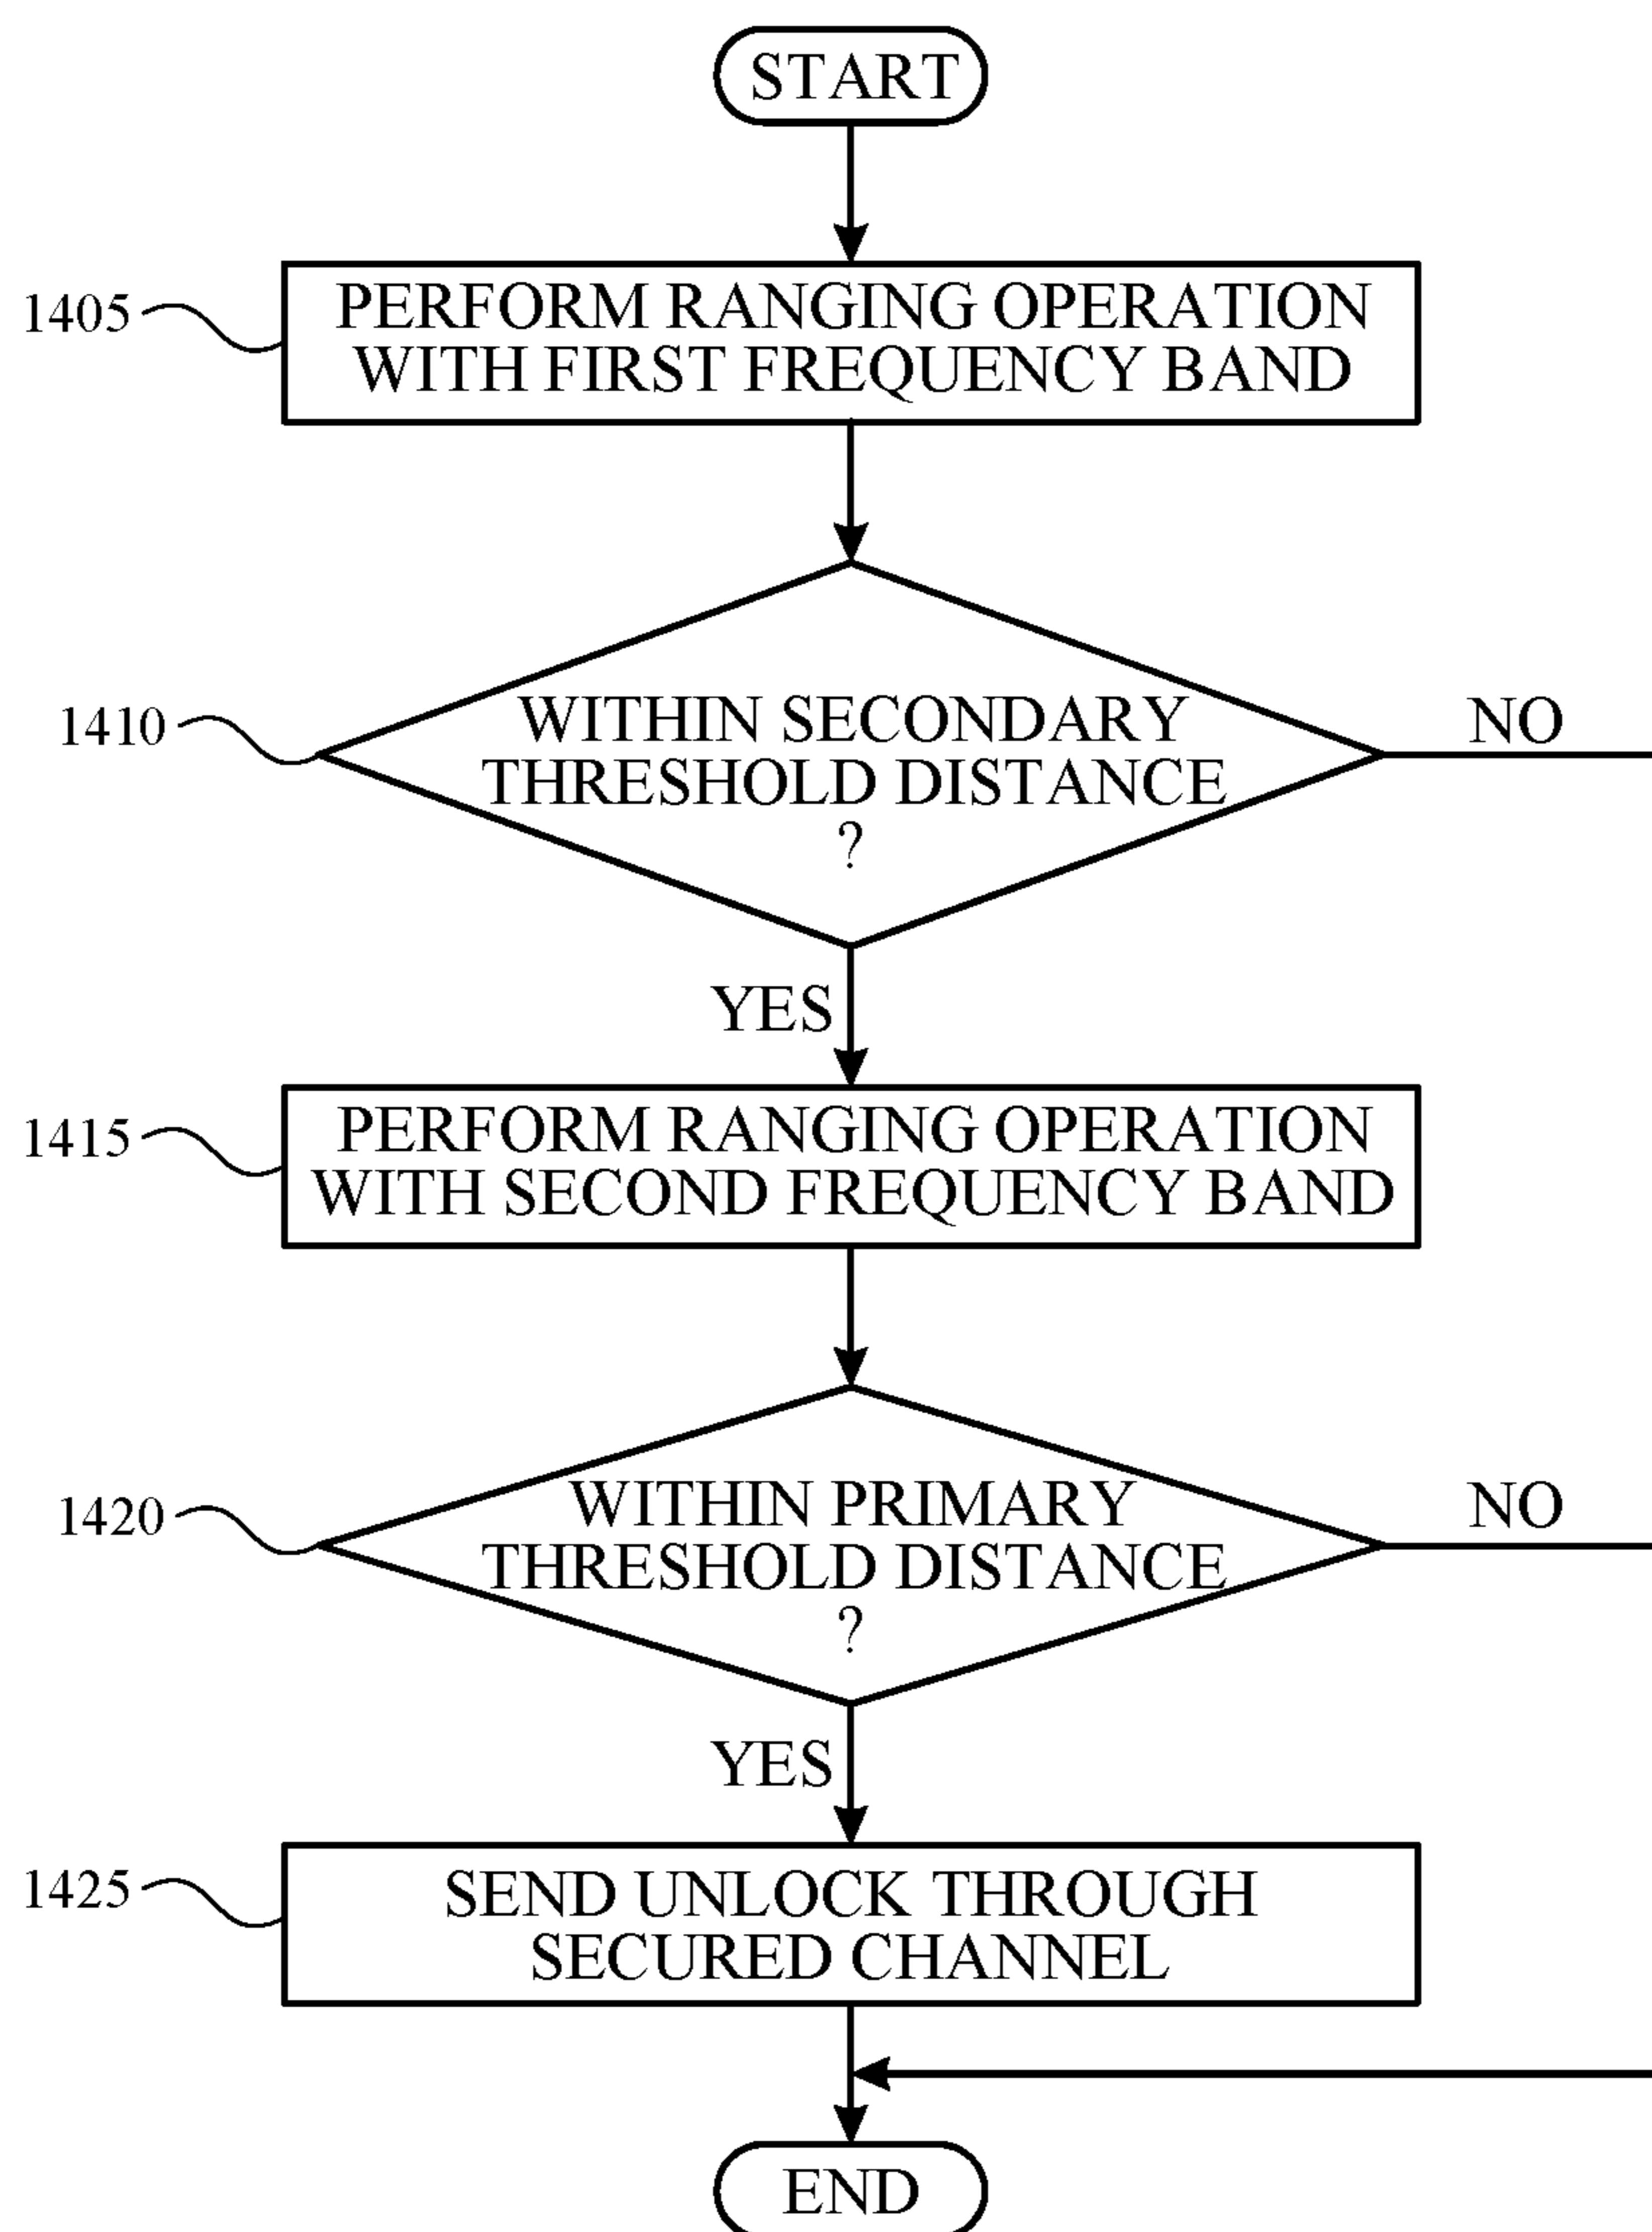 START
1405
PERFORM RANGING OPERATION
WITH FIRST FREQUENCY BAND
1410
WITHIN SECONDARY
THRESHOLD DISTANCE
?
NO
YES
1415
PERFORM RANGING OPERATION
WITH SECOND FREQUENCY BAND
1420
WITHIN PRIMARY
THRESHOLD DISTANCE
?
NO
YES
1425
SEND UNLOCK THROUGH
SECURED CHANNEL
END